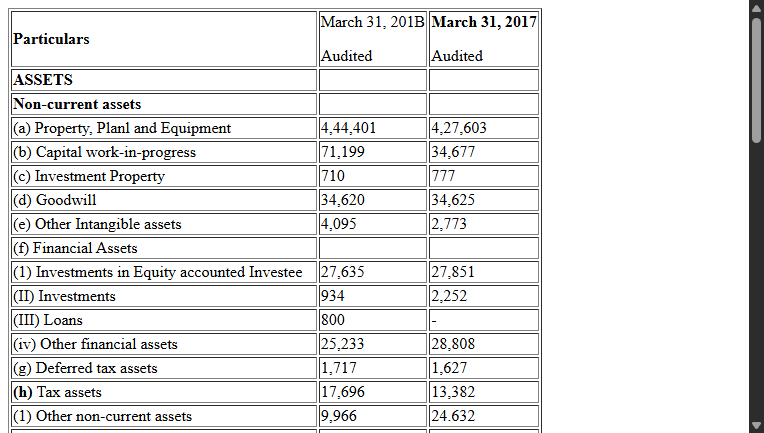 Particulars March 31, 201B March 31, 2017
Audited Audited
ASSETS
Non-current assets
(a) Property, Planl and Equipment 4,44,401 4,27,603
(b) Capital work-in-progress 71,199 34,677
(c) Investment Property 710 777
(d) Goodwill 34,620 34,625
(e) Other Intangible assets 4,095 2,773
(f) Financial Assets
(1) Investments in Equity accounted Investee 27,635 27,851
(II) Investments 934 2,252
(III) Loans 800 -
(iv) Other financial assets 25,233 28,808
(g) Deferred tax assets 1,717 1,627
(h) Tax assets 17,696 13,382
(1) Other non-current assets 9,966 24.632